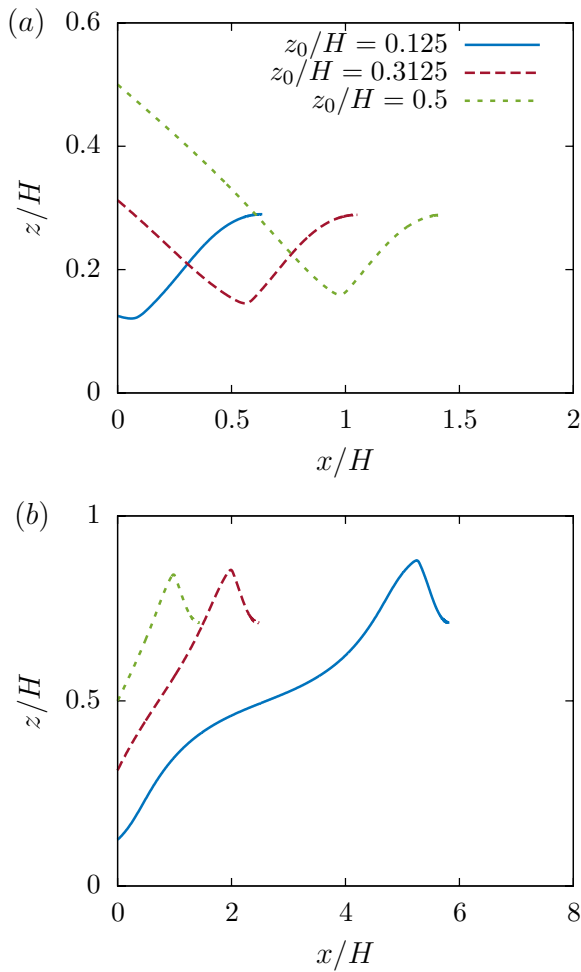 (a)
0.6
z₀/H = 0.125
z₀/H = 0.3125
z₀/H = 0.5
0.4
z/H
0.2
0
0 0.5 1 1.5 2
x/H
(b)
1
z/H
0.5
0
0 2 4 6 8
x/H